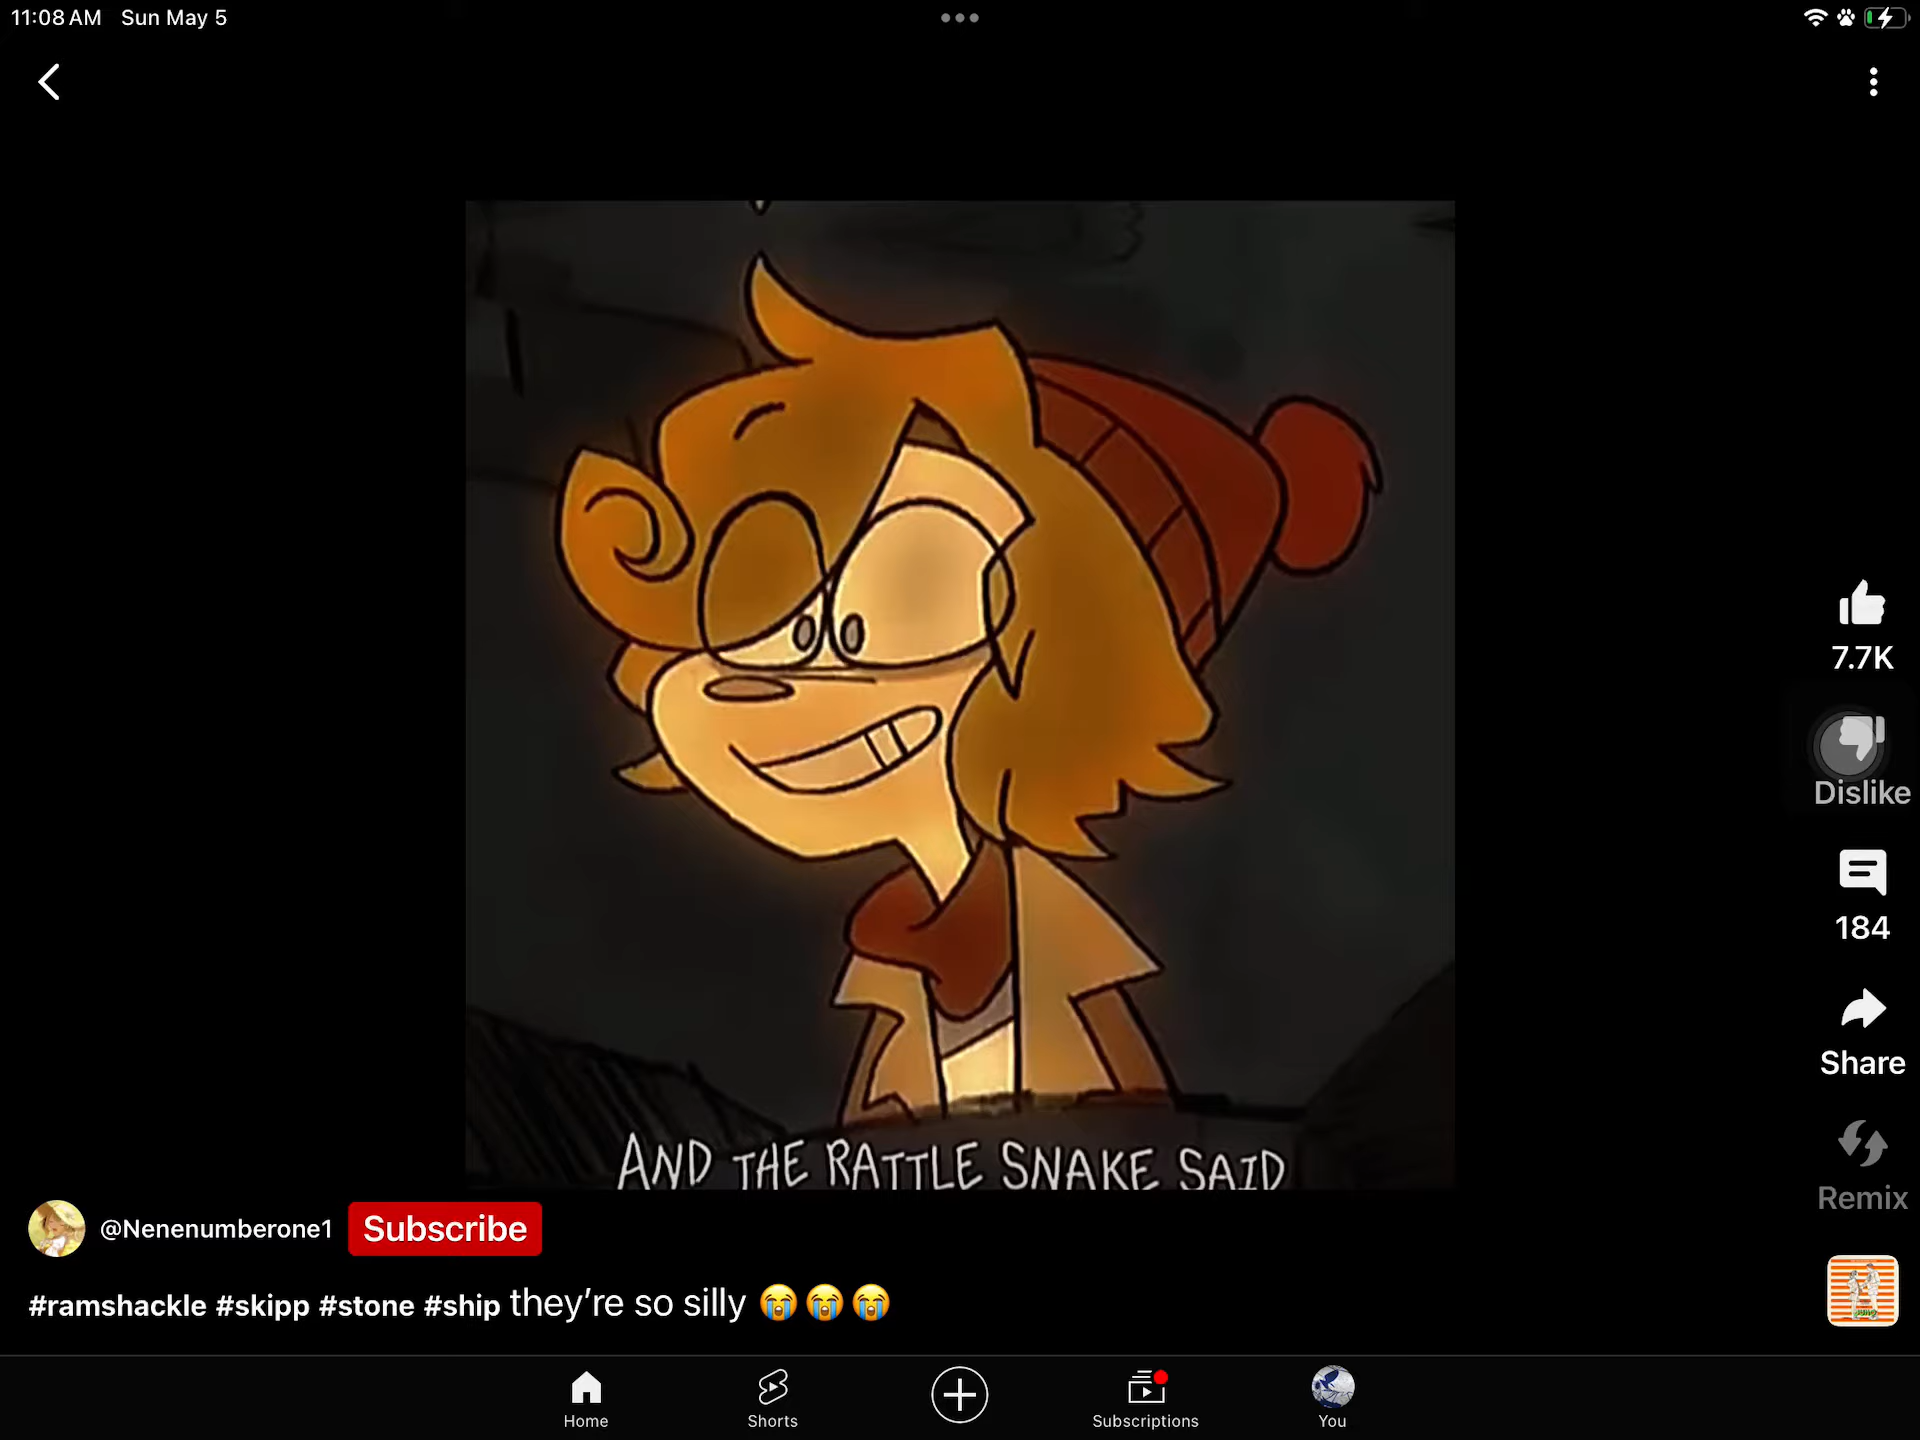 11:08 AM Sun May 5
7.7K
Dislike
184
Share
Remix
AND THE RATTLE SNAKE SAID
@Nenenumberone1 Subscribe
#ramshackle #skipp #stone #ship they’re so silly 😭😭😭
Home Shorts Subscriptions You